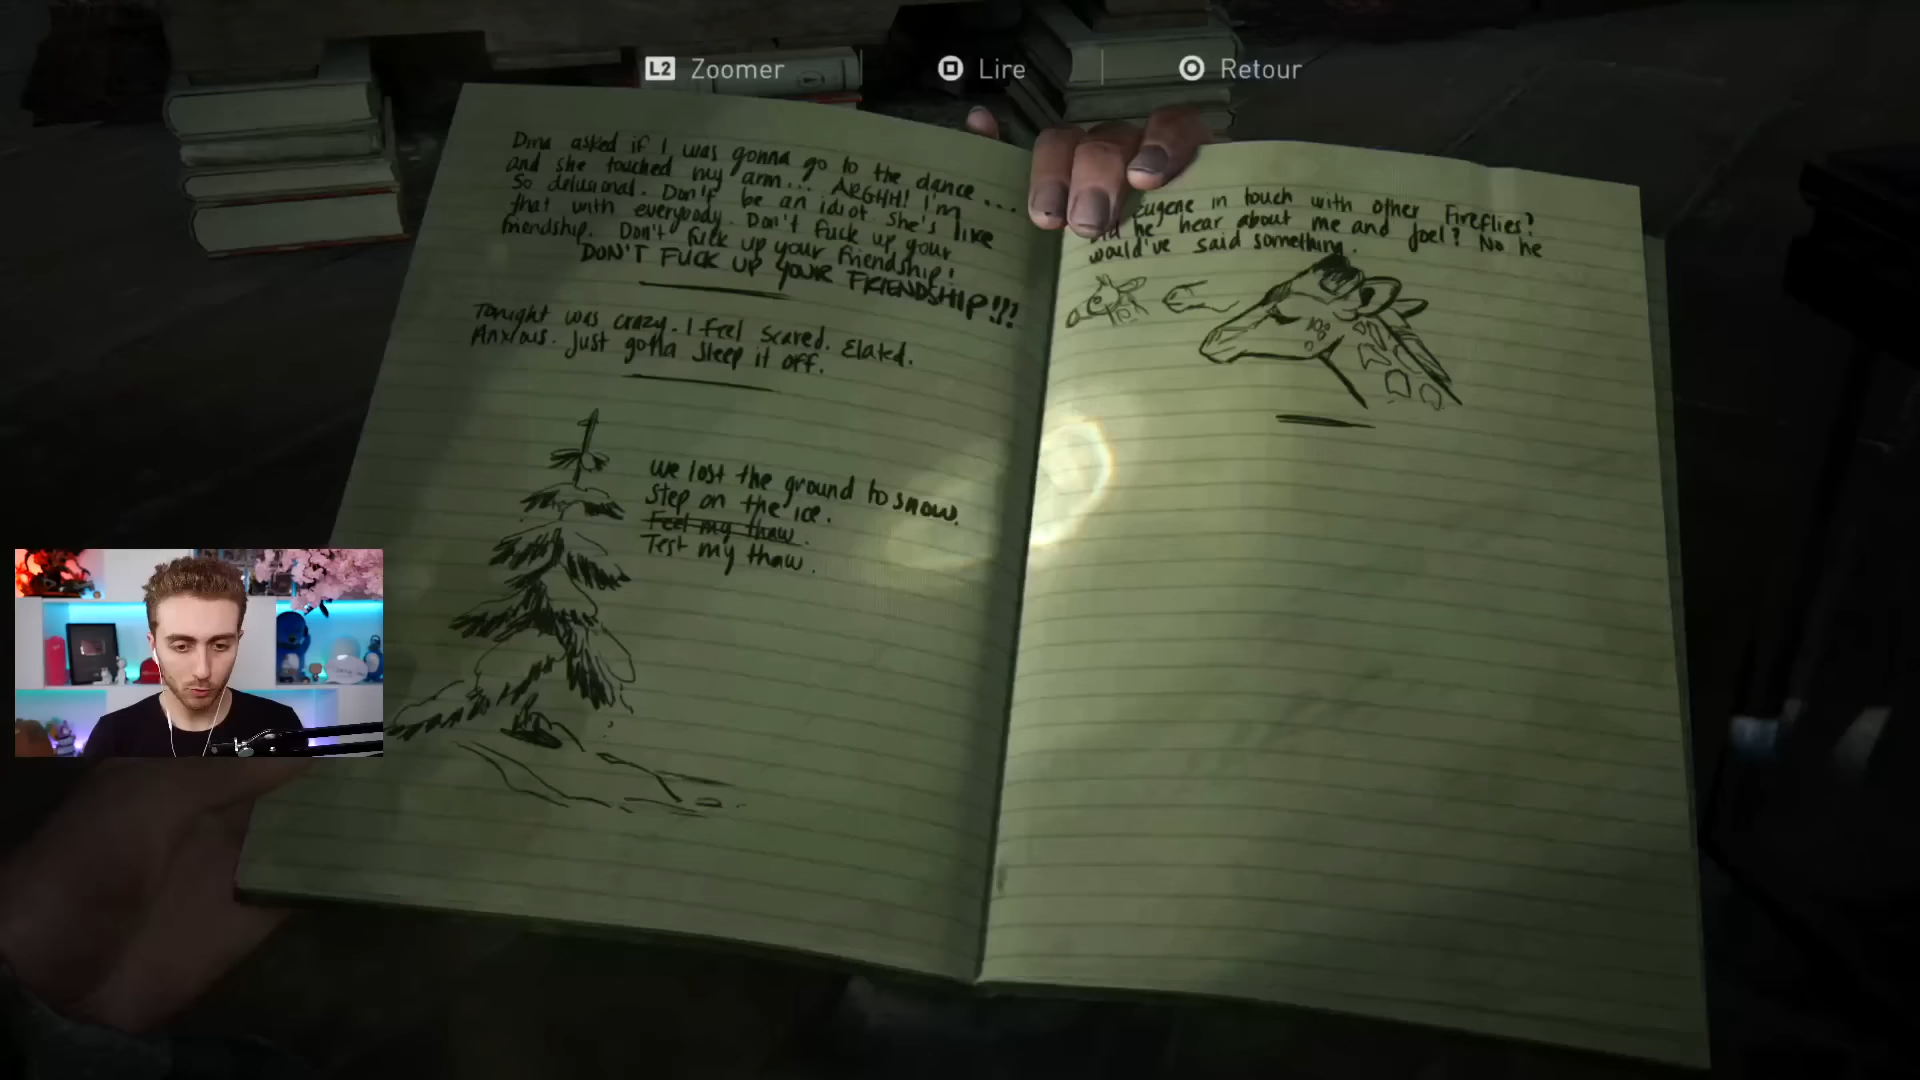 L2 Zoomer
Lire
Retour
Dina asked if I was gonna go to the dance...
and she touched my arm... ARGHH! I'm
so delusional. Don't be an idiot. She's like
that with everybody. Don't fuck up your
friendship. Don't fuck up your friendship!
DON'T FUCK UP YOUR FRIENDSHIP!!!
Tonight was crazy. I feel scared. Elated.
Anxious. Just gotta sleep it off.
We lost the ground to snow.
Step on the ice.
Feel my thaw.
Test my thaw.
Eugene in touch with other Fireflies?
he hear about me and Joel? No he
would've said something.